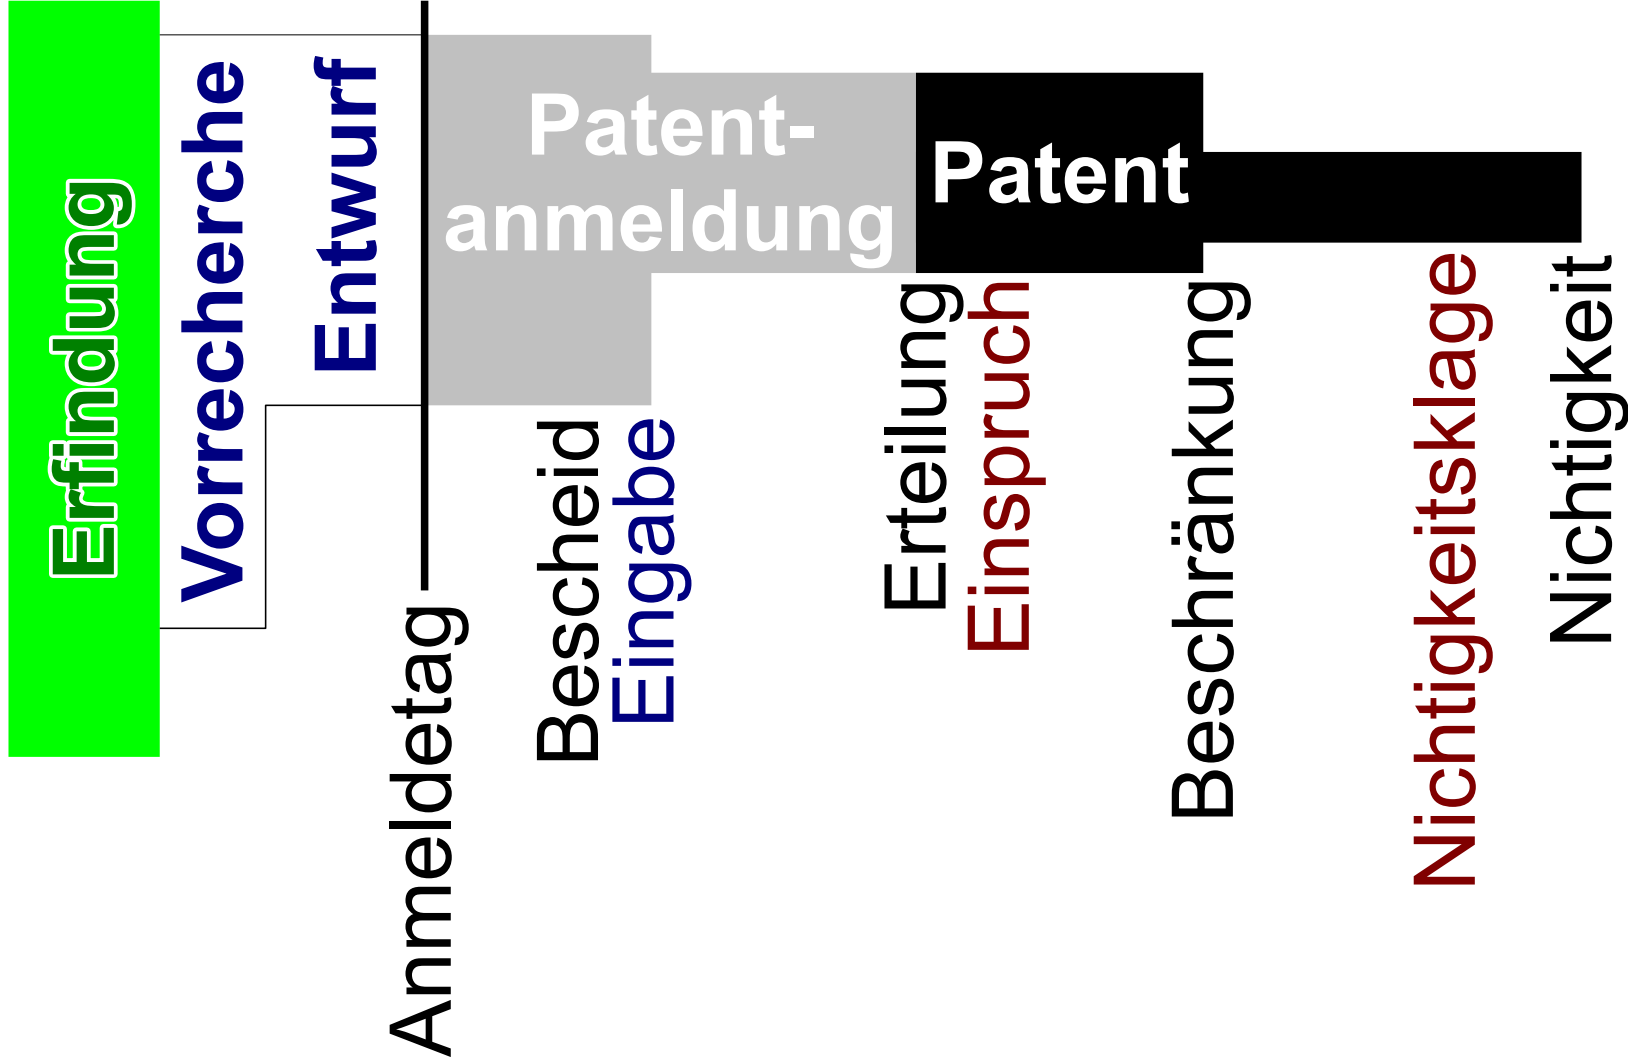 Erfindung
Vorrecherche
Entwurf
Anmeldetag
Patent-
anmeldung
Bescheid
Eingabe
Patent
Erteilung
Einspruch
Beschränkung
Nichtigkeitsklage
Nichtigkeit